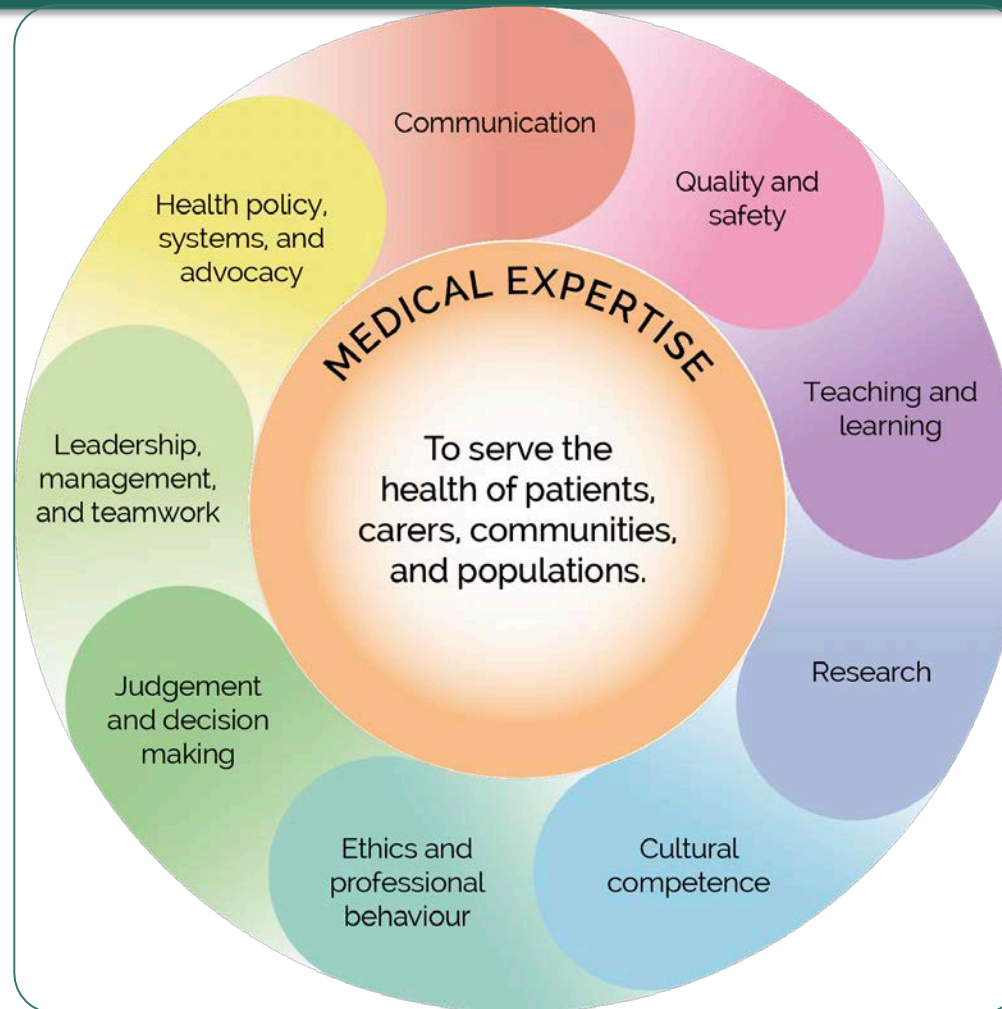 Communication
Quality and
safety
Teaching and
learning
Research
Cultural
competence
Ethics and
professional
behaviour
Judgement
and decision
making
Leadership,
management,
and teamwork
Health policy,
systems, and
advocacy
MEDICAL EXPERTISE
To serve the
health of patients,
carers, communities,
and populations.